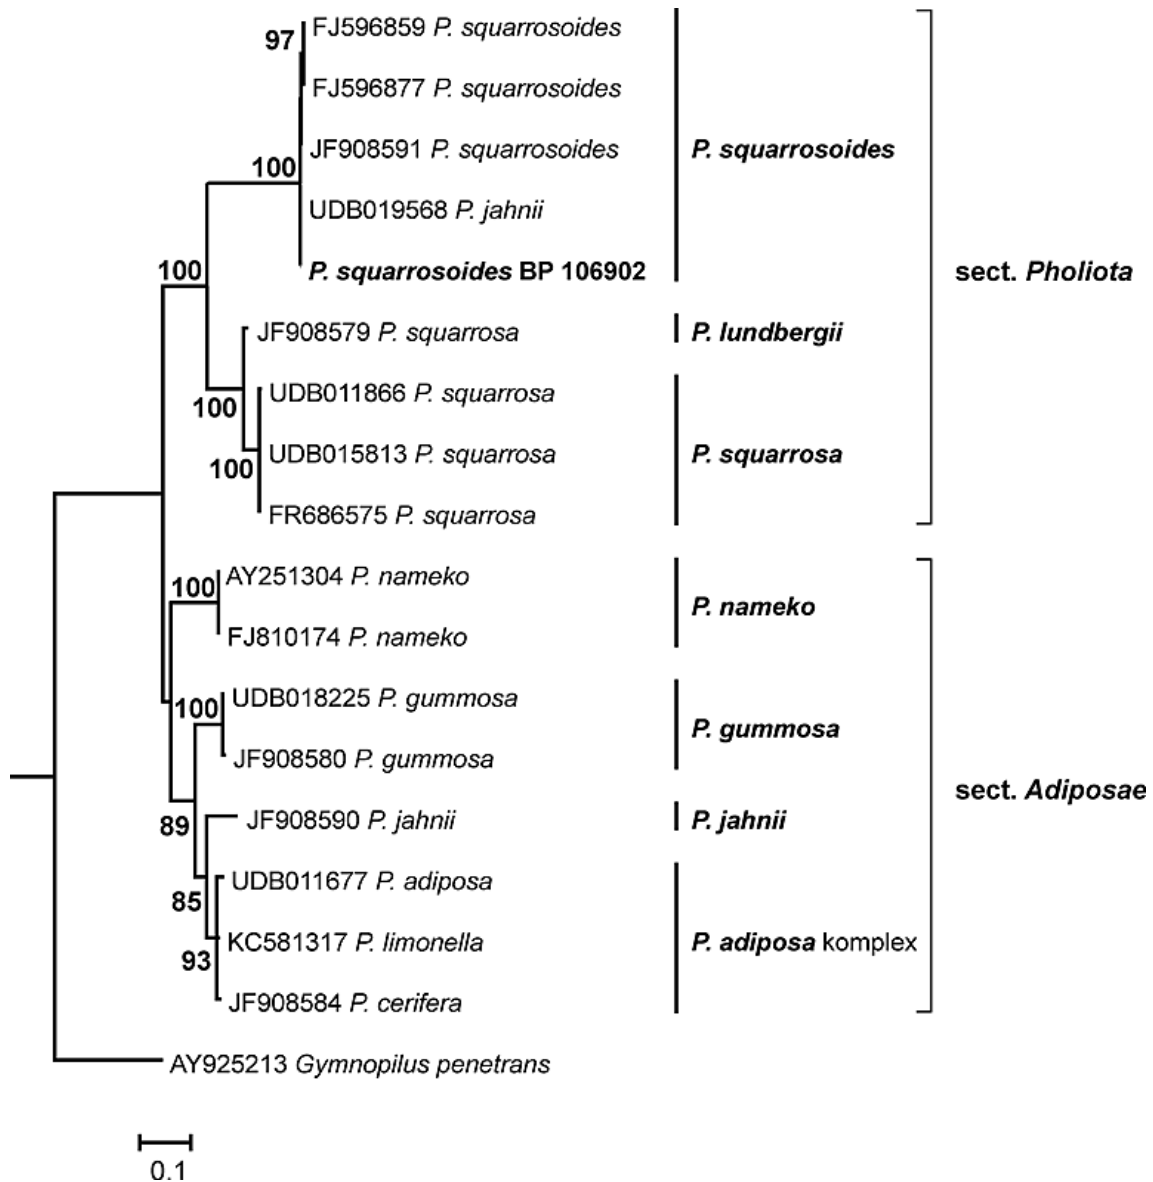 97
FJ596859 P. squarrosoides
FJ596877 P. squarrosoides
JF908591 P. squarrosoides
P. squarrosoides
100
UDB019568 P. jahnii
P. squarrosoides BP 106902
100
sect. Pholiota
JF908579 P. squarrosa
P. lundbergii
UDB011866 P. squarrosa
100
UDB015813 P. squarrosa
P. squarrosa
100
FR686575 P. squarrosa
AY251304 P. nameko
100
P. nameko
FJ810174 P. nameko
UDB018225 P. gummosa
100
P. gummosa
JF908580 P. gummosa
sect. Adiposae
89
JF908590 P. jahnii
P. jahnii
UDB011677 P. adiposa
85
KC581317 P. limonella
P. adiposa komplex
93
JF908584 P. cerifera
AY925213 Gymnopilus penetrans
0.1